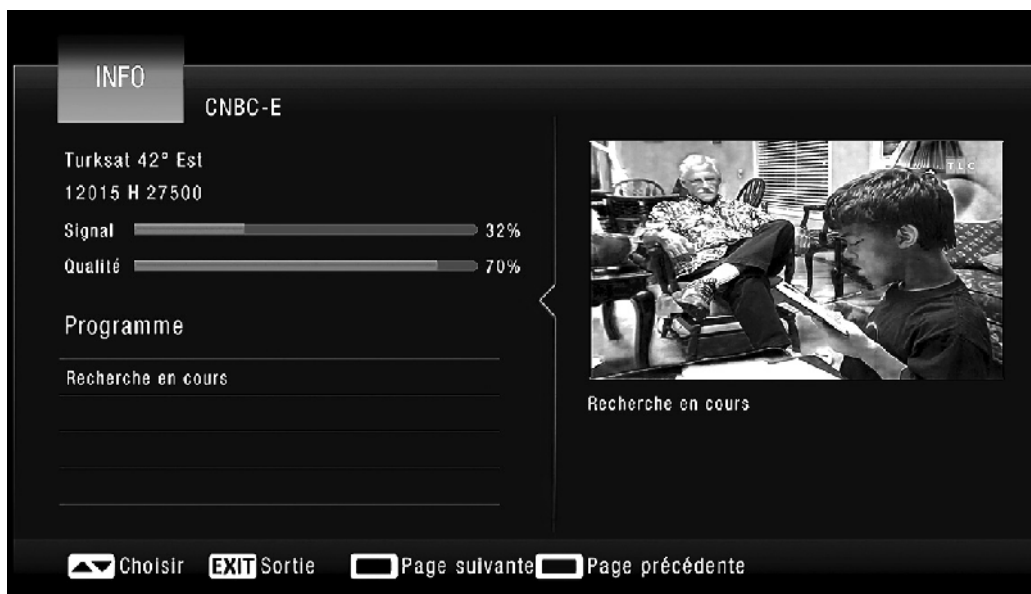 INFO
CNBC-E
Turksat 42° Est
12015 H 27500
Signal 32%
Qualité 70%
Programme
Recherche en cours
TLC
Recherche en cours
Choisir EXIT Sortie Page suivante Page précédente